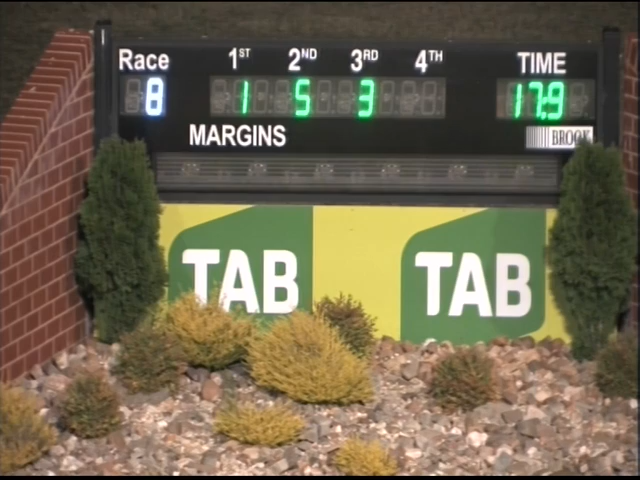 Race 1ST 2ND 3RD 4TH TIME
8 1 5 3 17.9
MARGINS BROOK
TAB TAB